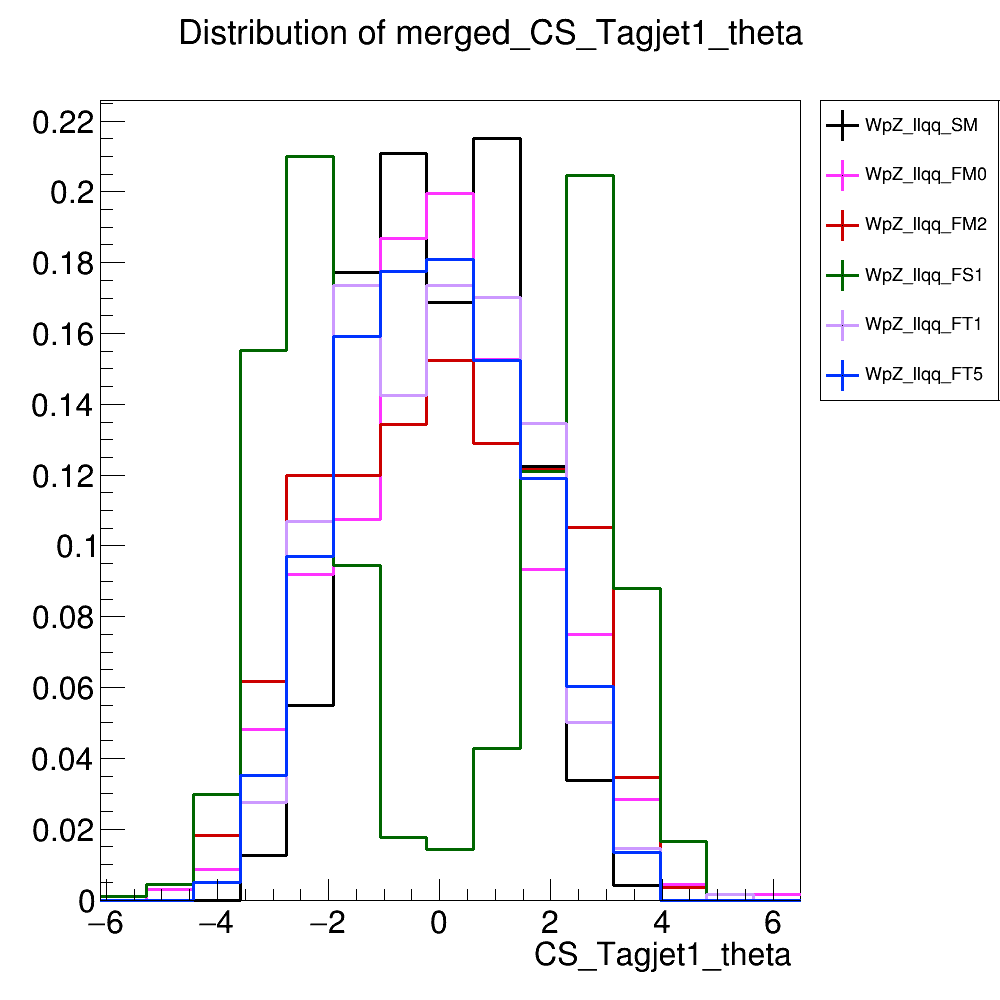 Distribution of merged_CS_Tagjet1_theta
0.22
0.2
0.18
0.16
0.14
0.12
0.1
0.08
0.06
0.04
0.02
0
−6 −4 −2 0 2 4 6
CS_Tagjet1_theta
WpZ_llqq_SM
WpZ_llqq_FM0
WpZ_llqq_FM2
WpZ_llqq_FS1
WpZ_llqq_FT1
WpZ_llqq_FT5